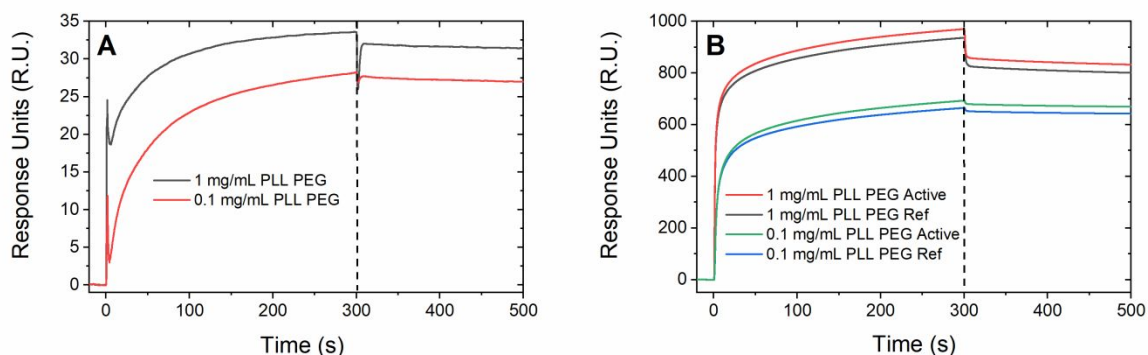 A
Response Units (R.U.)
35
30
25
20
15
10
5
0
1 mg/mL PLL PEG
0.1 mg/mL PLL PEG
0 100 200 300 400 500
Time (s)
B
Response Units (R.U.)
1000
800
600
400
200
0
1 mg/mL PLL PEG Active
1 mg/mL PLL PEG Ref
0.1 mg/mL PLL PEG Active
0.1 mg/mL PLL PEG Ref
0 100 200 300 400 500
Time (s)